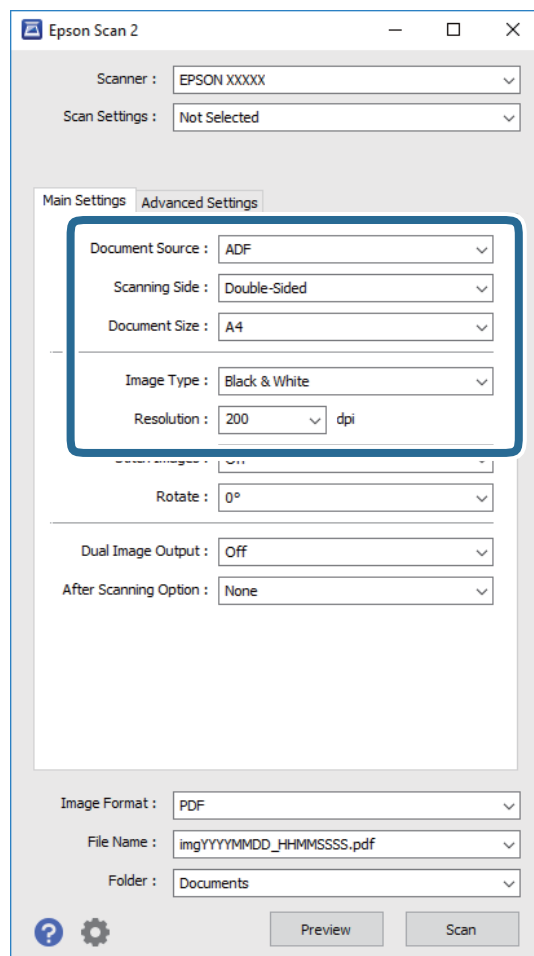 Epson Scan 2
Scanner : EPSON XXXXX
Scan Settings : Not Selected
Main Settings Advanced Settings
Document Source : ADF
Scanning Side : Double-Sided
Document Size : A4
Image Type : Black & White
Resolution : 200 dpi
Rotate : 0°
Dual Image Output : Off
After Scanning Option : None
Image Format : PDF
File Name : imgYYYYMMDD_HHMMSSSS.pdf
Folder : Documents
? Preview Scan